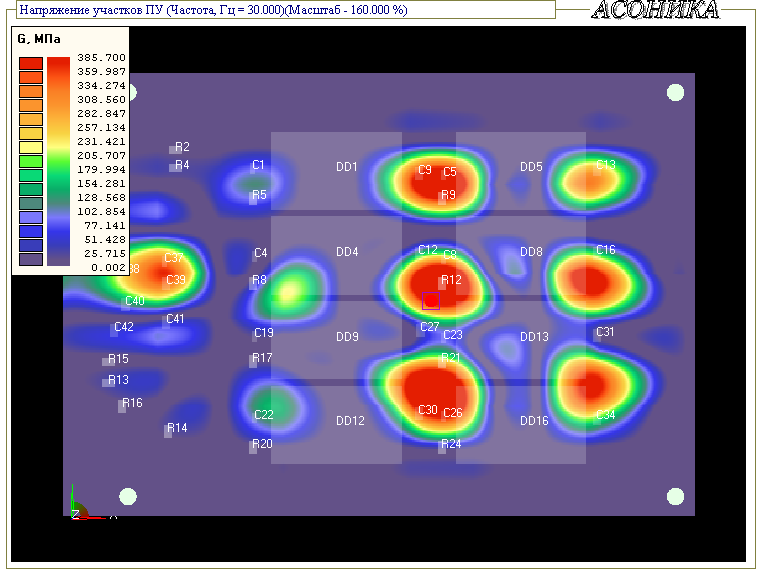 Напряжение участков ПУ (Частота, Гц = 30.000)(Масштаб - 160.000 %)
АСОНИКА
G, МПа
385.700
359.987
334.274
308.560
282.847
257.134
231.421
205.707
179.994
154.281
128.568
102.854
77.141
51.428
25.715
0.002
R2
R4 C1 DD1 C9 C5 DD5 C13
R5 R9
C4 DD4 C12 C8 DD8 C16
C37
38 C39 R8 R12
C40
C42 C41 C19 DD9 C27 C23 DD13 C31
R15 R17 R21
R13
R16 C22 C30 C26 C34
R14 DD12 DD16
R20 R24
Z